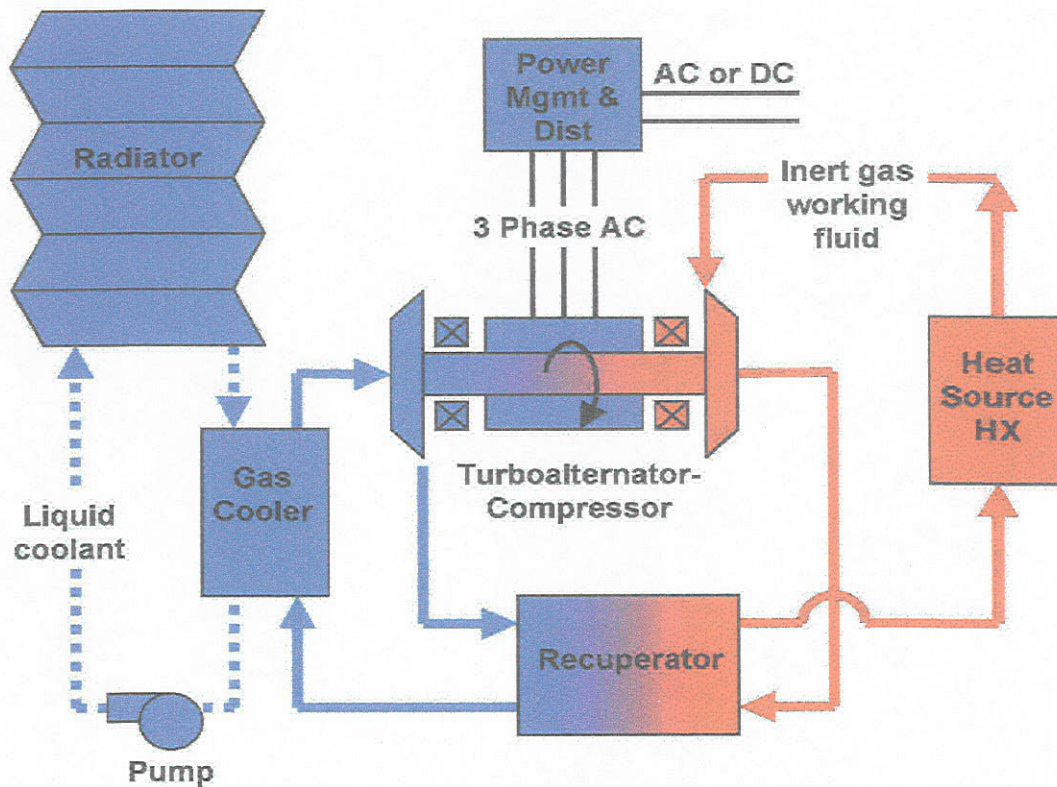 Radiator
Power
Mgmt &
Dist
AC or DC
3 Phase AC
Inert gas
working
fluid
Heat
Source
HX
Gas
Cooler
Turboalternator-
Compressor
Liquid
coolant
Recuperator
Pump